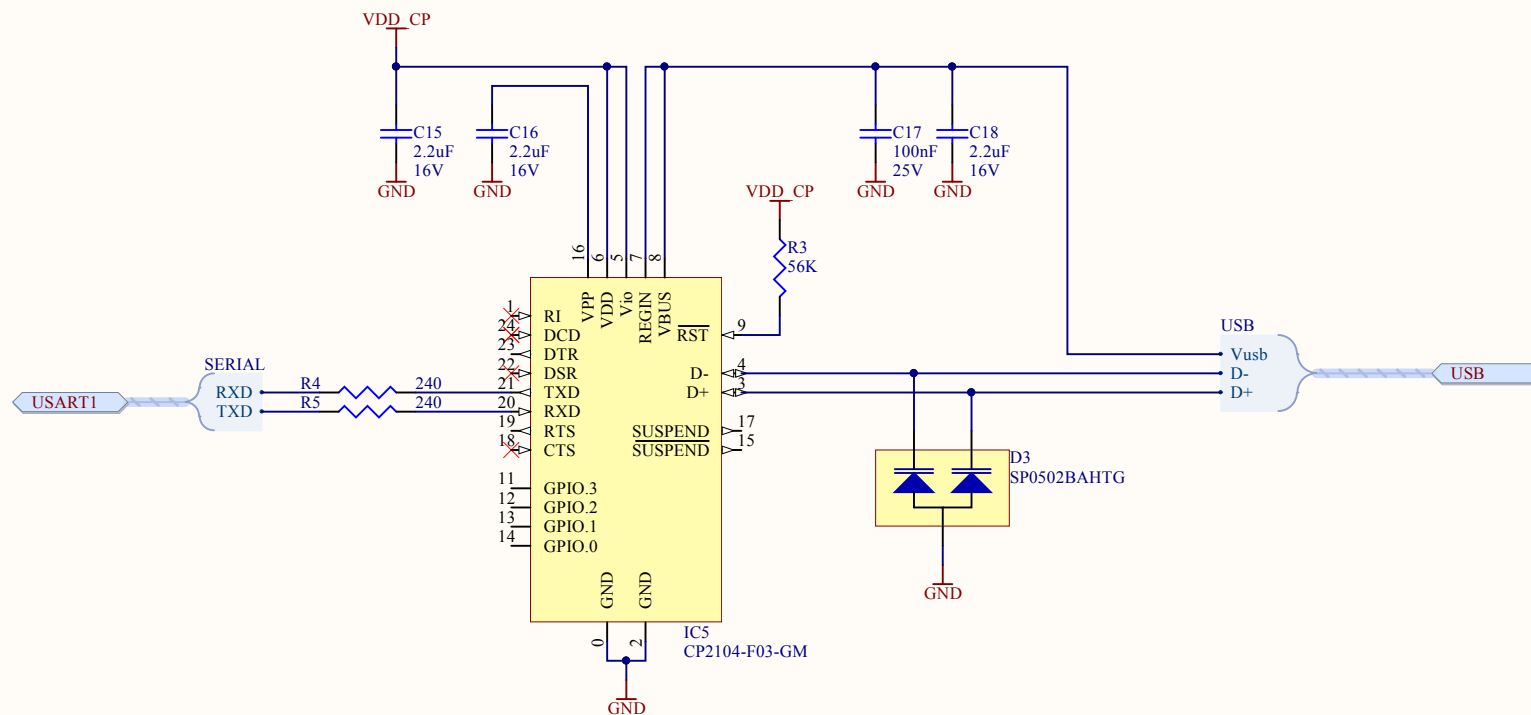 VDD_CP
C15
2.2uF
16V
GND
C16
2.2uF
16V
GND
C17
100nF
25V
GND
C18
2.2uF
16V
GND
VDD_CP
R3
56K
16
6
5
7
8
VPP
VDD
Vio
REGIN
VBUS
1
RI
24
DCD
23
DTR
22
DSR
21
TXD
20
RXD
19
RTS
18
CTS
11
GPIO.3
12
GPIO.2
13
GPIO.1
14
GPIO.0
RST
9
D-
4
D+
3
SUSPEND
17
SUSPEND
15
GND
GND
0
2
GND
IC5
CP2104-F03-GM
SERIAL
RXD
TXD
R4
240
R5
240
USART1
D3
SP0502BAHTG
GND
USB
Vusb
D-
D+
USB